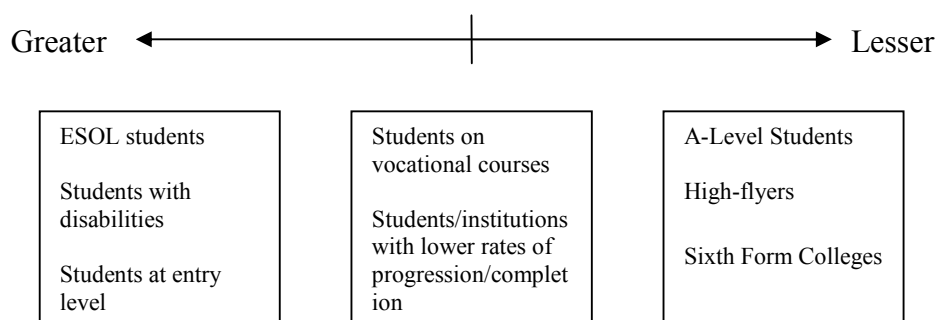 Greater
Lesser
ESOL students
Students with
disabilities
Students at entry
level
Students on
vocational courses
Students/institutions
with lower rates of
progression/complet
ion
A-Level Students
High-flyers
Sixth Form Colleges